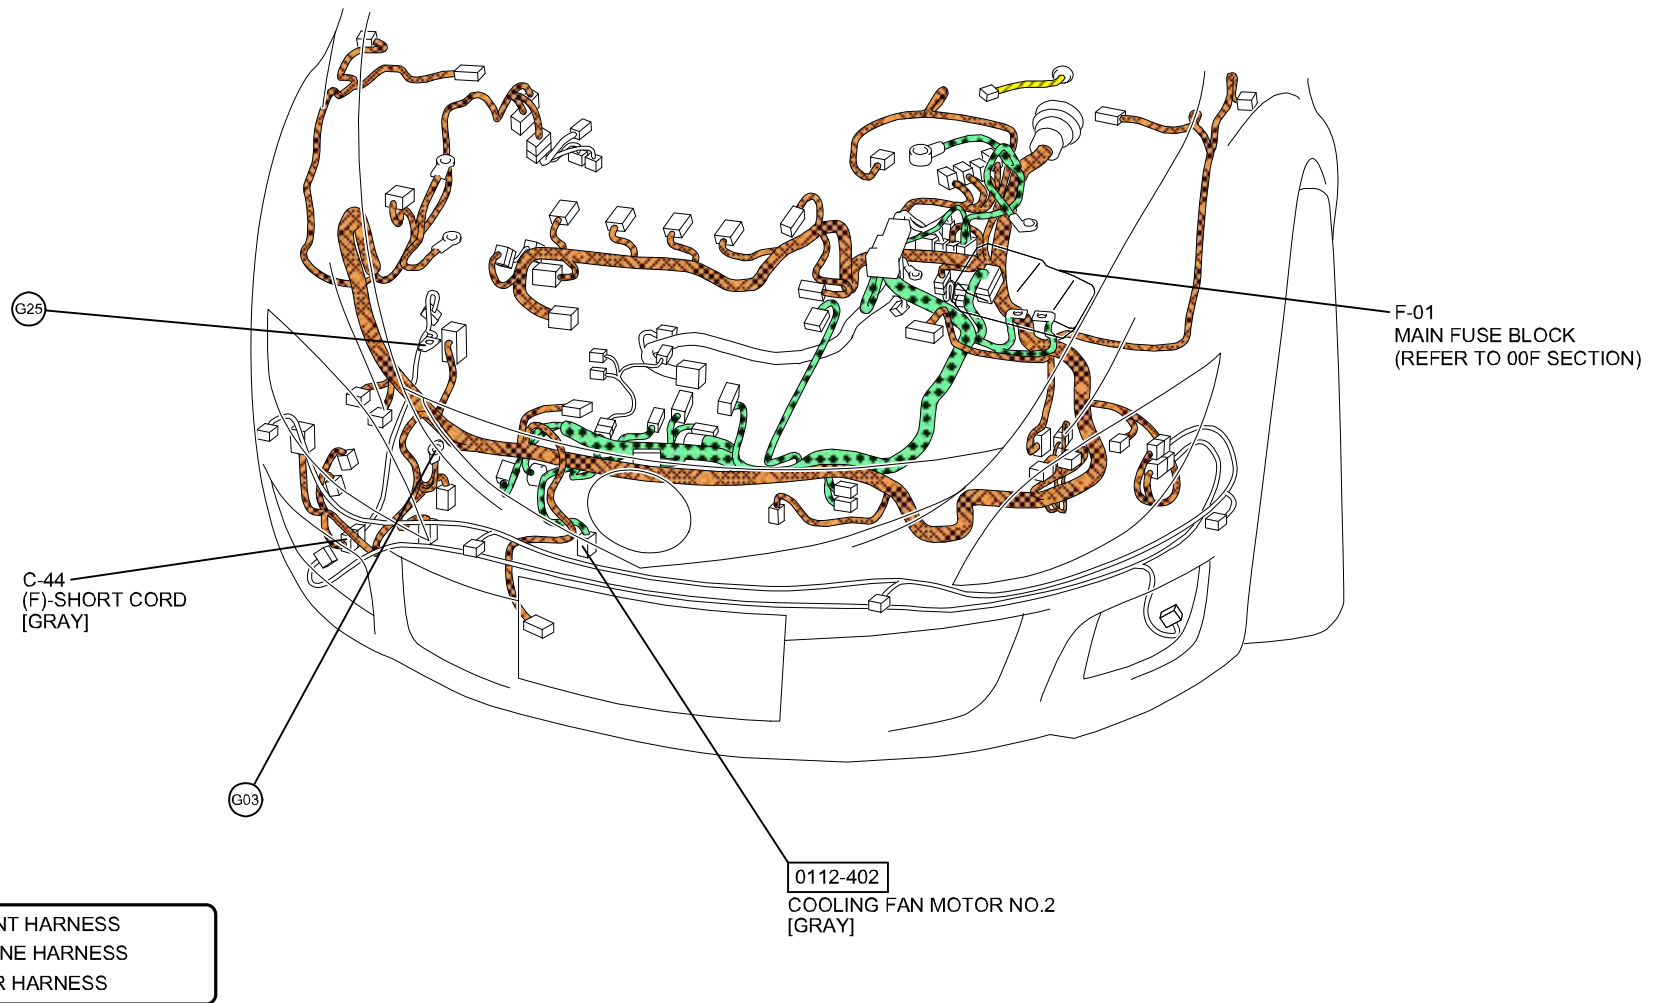 G25
F-01
MAIN FUSE BLOCK
(REFER TO 00F SECTION)
C-44
(F)-SHORT CORD
[GRAY]
G03
0112-402
COOLING FAN MOTOR NO.2
[GRAY]
NT HARNESS
NE HARNESS
R HARNESS